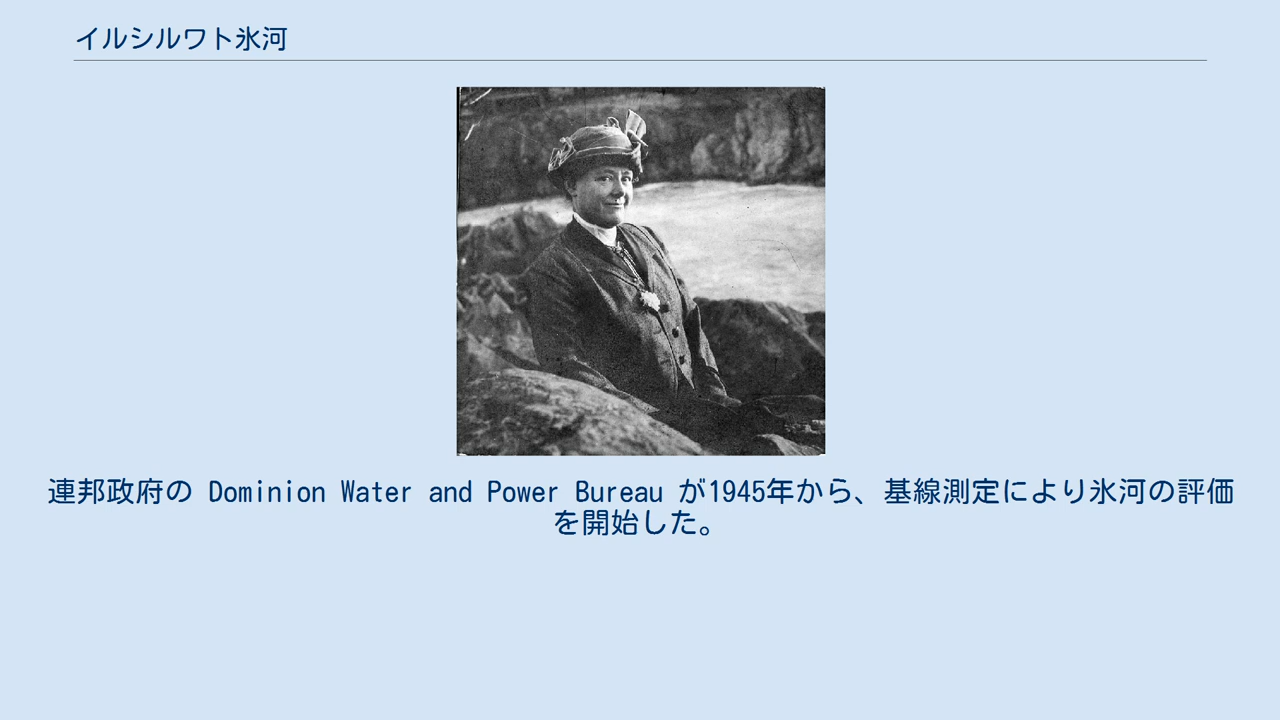 イルシルワト氷河
連邦政府の Dominion Water and Power Bureau が1945年から、基線測定により氷河の評価
を開始した。